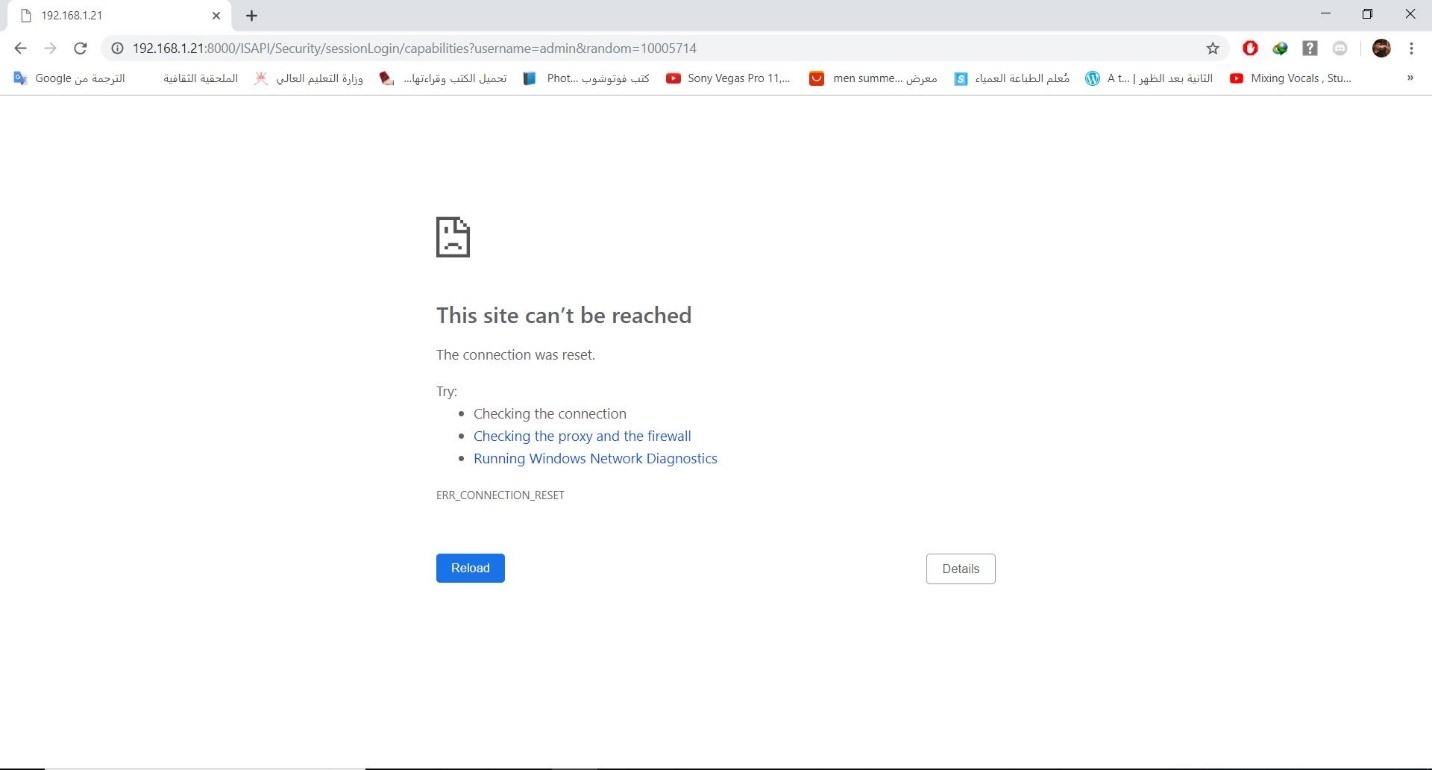 192.168.1.21
192.168.1.21:8000/ISAPI/Security/sessionLogin/capabilities?username=admin&random=10005714
الترجمة من Google
الملحقية الثقافية
وزارة التعليم العالي
تحميل الكتب وقراءتها...
كتب فوتوشوب ...Phot
Sony Vegas Pro 11,...
معرض ...men summe
مُعلم الطباعة العمياء
الثانية بعد الظهر | ...A t
Mixing Vocals , Stu...
»
This site can’t be reached
The connection was reset.
Try:
• Checking the connection
• Checking the proxy and the firewall
• Running Windows Network Diagnostics
ERR_CONNECTION_RESET
Reload
Details